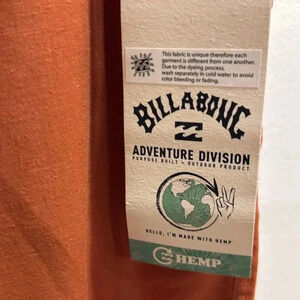 This fabric is unique therefore each
garment is different from one another.
Due to the dyeing process,
wash separately in cold water to avoid
color bleeding or fading.
BILLABONG
ADVENTURE DIVISION
PURPOSE BUILT • OUTDOOR PRODUCT
HELLO, I'M MADE WITH HEMP
HEMP